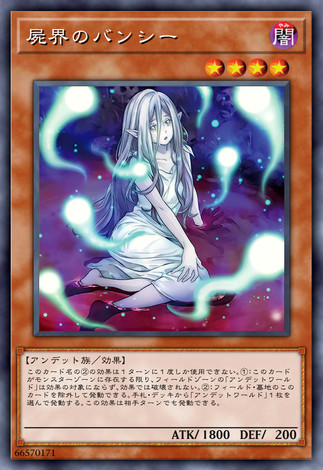 屍界のバンシー
やみ
闇
【アンデット族／効果】
このカード名の②の効果は１ターンに１度しか使用できない。①：このカード
がモンスターゾーンに存在する限り、フィールドゾーンの「アンデットワール
ド」は効果の対象にならず、効果では破壊されない。②：フィールド・墓地のこの
カードを除外して発動できる。手札・デッキから「アンデットワールド」１枚を
選んで発動する。この効果は相手ターンでも発動できる。
ATK/1800 DEF/ 200
66570171